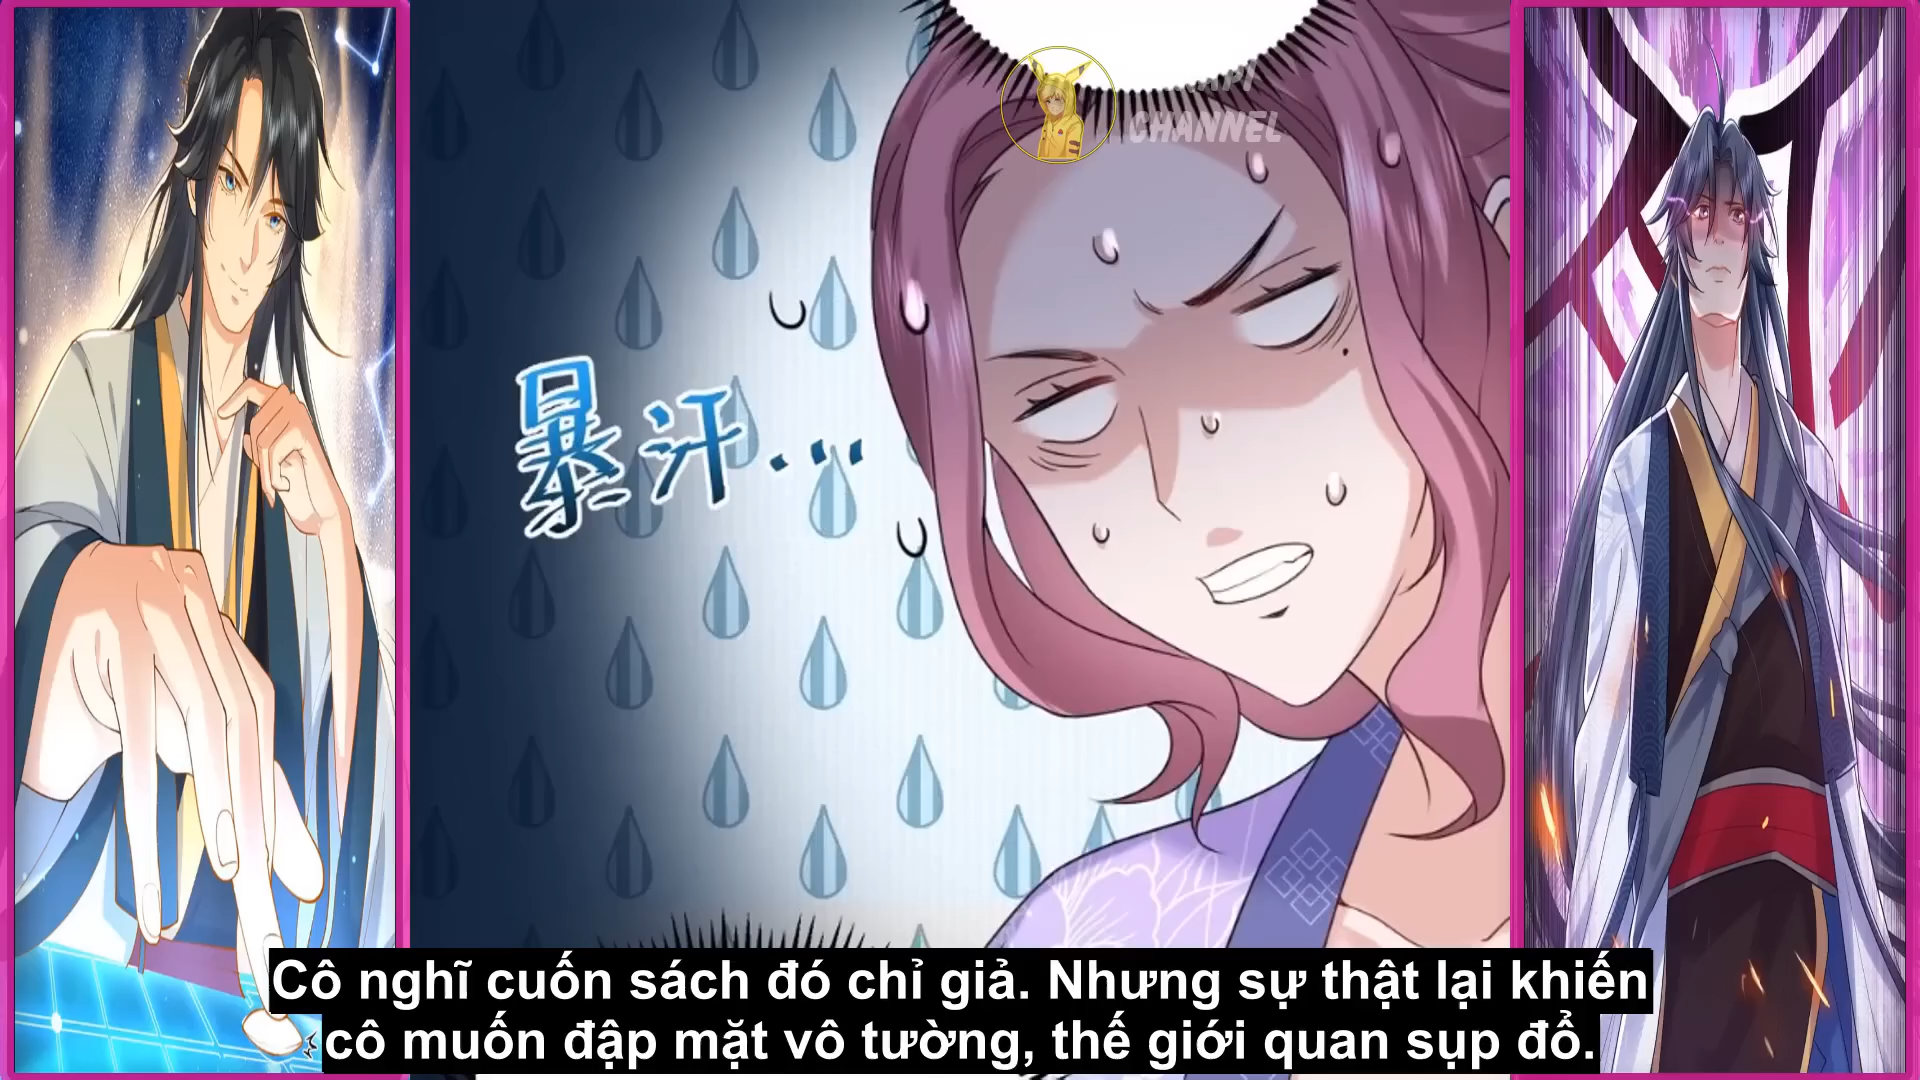 CHANNEL
暴汗...
Cô nghĩ cuốn sách đó chỉ giả. Nhưng sự thật lại khiến
cô muốn đập mặt vô tường, thế giới quan sụp đổ.